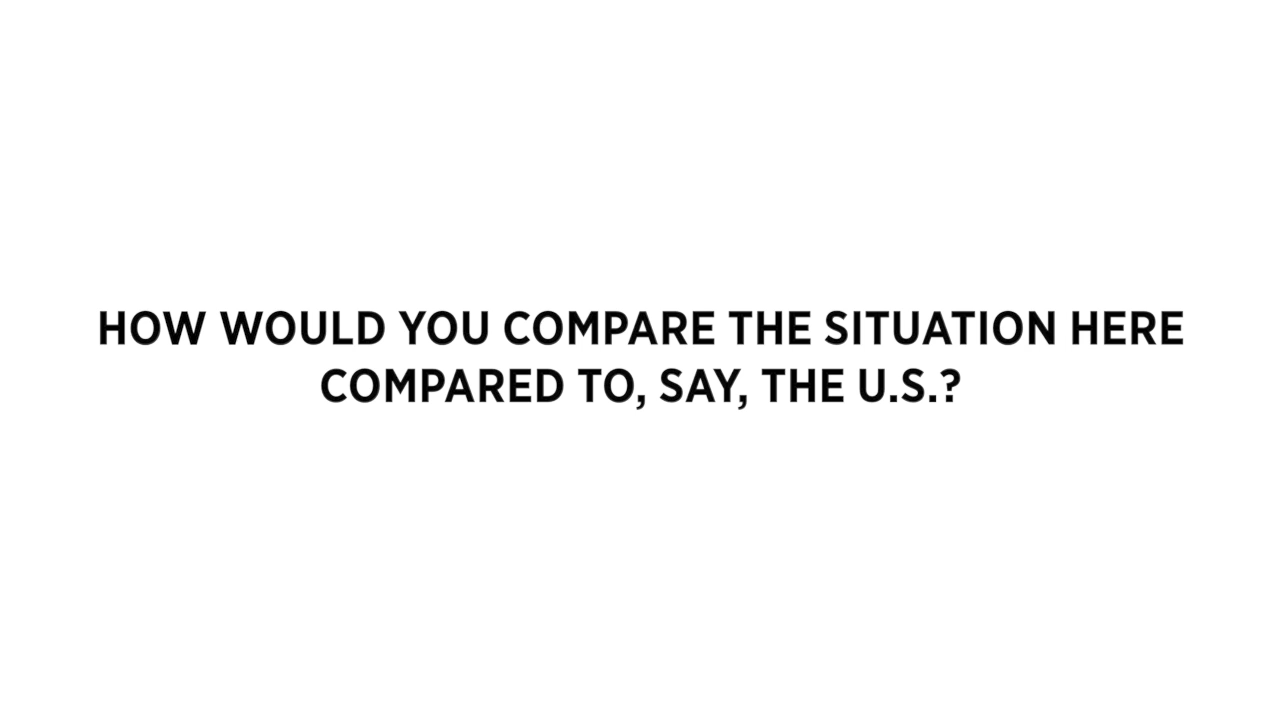 HOW WOULD YOU COMPARE THE SITUATION HERE
COMPARED TO, SAY, THE U.S.?